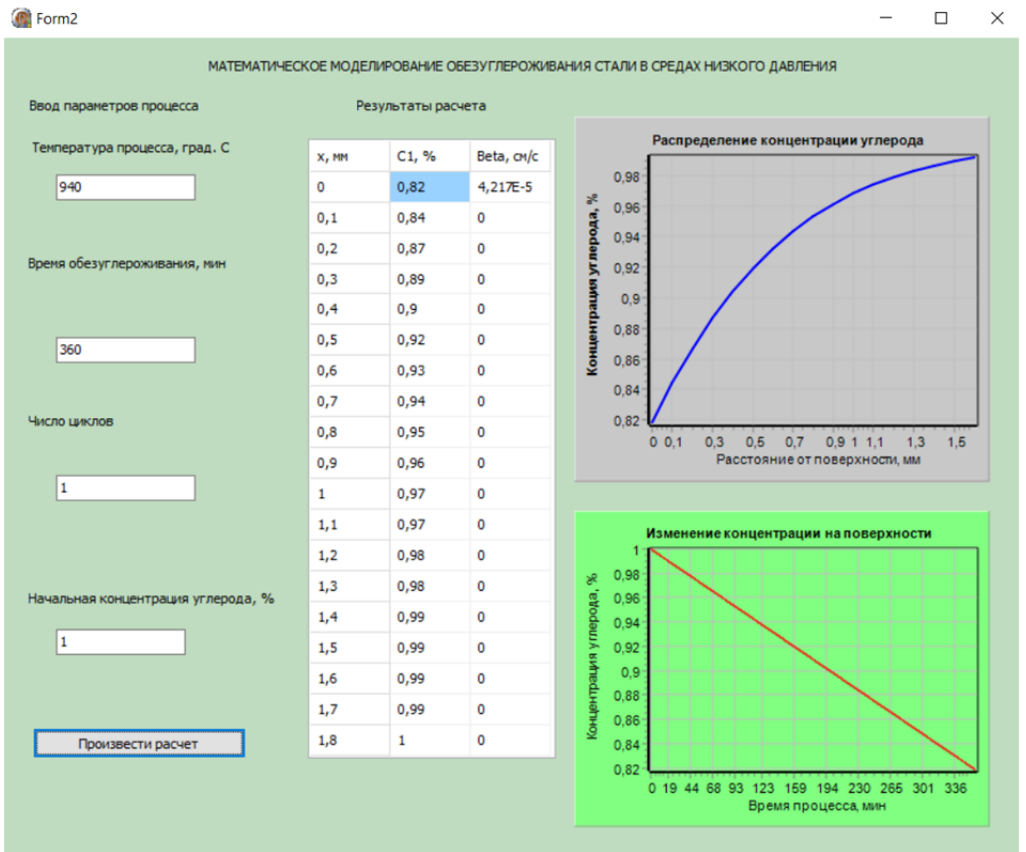 Form2
МАТЕМАТИЧЕСКОЕ МОДЕЛИРОВАНИЕ ОБЕЗУГЛЕРОЖИВАНИЯ СТАЛИ В СРЕДАХ НИЗКОГО ДАВЛЕНИЯ
Ввод параметров процесса
Температура процесса, град. С
940
Время обезуглероживания, мин
360
Число циклов
1
Начальная концентрация углерода, %
1
Произвести расчет
Результаты расчета
x, мм C1, % Beta, см/с
0 0,82 4,217E-5
0,1 0,84 0
0,2 0,87 0
0,3 0,89 0
0,4 0,9 0
0,5 0,92 0
0,6 0,93 0
0,7 0,94 0
0,8 0,95 0
0,9 0,96 0
1 0,97 0
1,1 0,97 0
1,2 0,98 0
1,3 0,98 0
1,4 0,99 0
1,5 0,99 0
1,6 0,99 0
1,7 0,99 0
1,8 1 0
Распределение концентрации углерода
Концентрация углерода, %
0,98
0,96
0,94
0,92
0,9
0,88
0,86
0,84
0,82
0 0,1 0,3 0,5 0,7 0,9 1 1,1 1,3 1,5
Расстояние от поверхности, мм
Изменение концентрации на поверхности
Концентрация углерода, %
1
0,98
0,96
0,94
0,92
0,9
0,88
0,86
0,84
0,82
0 19 44 68 93 123 159 194 230 265 301 336
Время процесса, мин